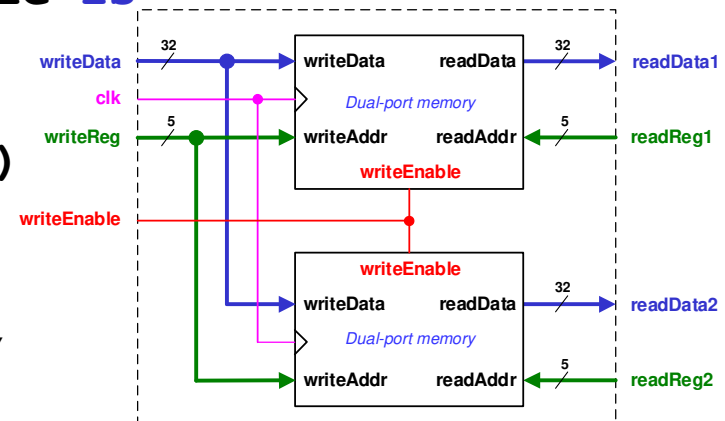 32
32
writeData
writeData
readData
readData1
clk
Dual-port memory
5
5
writeReg
writeAddr
readAddr
readReg1
)
writeEnable
writeEnable
writeEnable
32
writeData
readData
readData2
Dual-port memory
5
writeAddr
readAddr
readReg2